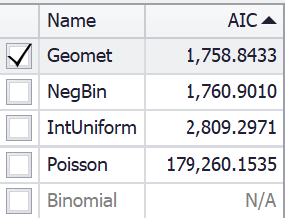 Name AIC
Geomet 1,758.8433
NegBin 1,760.9010
IntUniform 2,809.2971
Poisson 179,260.1535
Binomial N/A